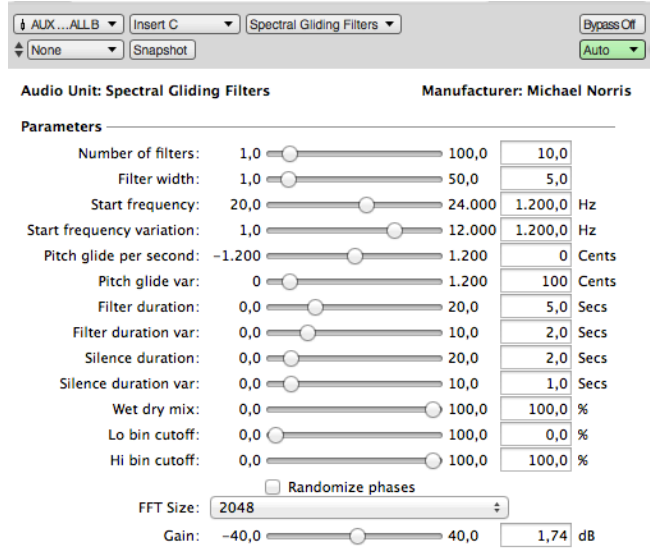 AUX...ALL B Insert C Spectral Gliding Filters Bypass Off
None Snapshot Auto
Audio Unit: Spectral Gliding Filters Manufacturer: Michael Norris
Parameters
Number of filters: 1,0 100,0 10,0
Filter width: 1,0 50,0 5,0
Start frequency: 20,0 24.000 1.200,0 Hz
Start frequency variation: 1,0 12.000 1.200,0 Hz
Pitch glide per second: -1.200 1.200 0 Cents
Pitch glide var: 0 1.200 100 Cents
Filter duration: 0,0 20,0 5,0 Secs
Filter duration var: 0,0 10,0 2,0 Secs
Silence duration: 0,0 20,0 2,0 Secs
Silence duration var: 0,0 10,0 1,0 Secs
Wet dry mix: 0,0 100,0 100,0 %
Lo bin cutoff: 0,0 100,0 0,0 %
Hi bin cutoff: 0,0 100,0 100,0 %
Randomize phases
FFT Size: 2048
Gain: -40,0 40,0 1,74 dB